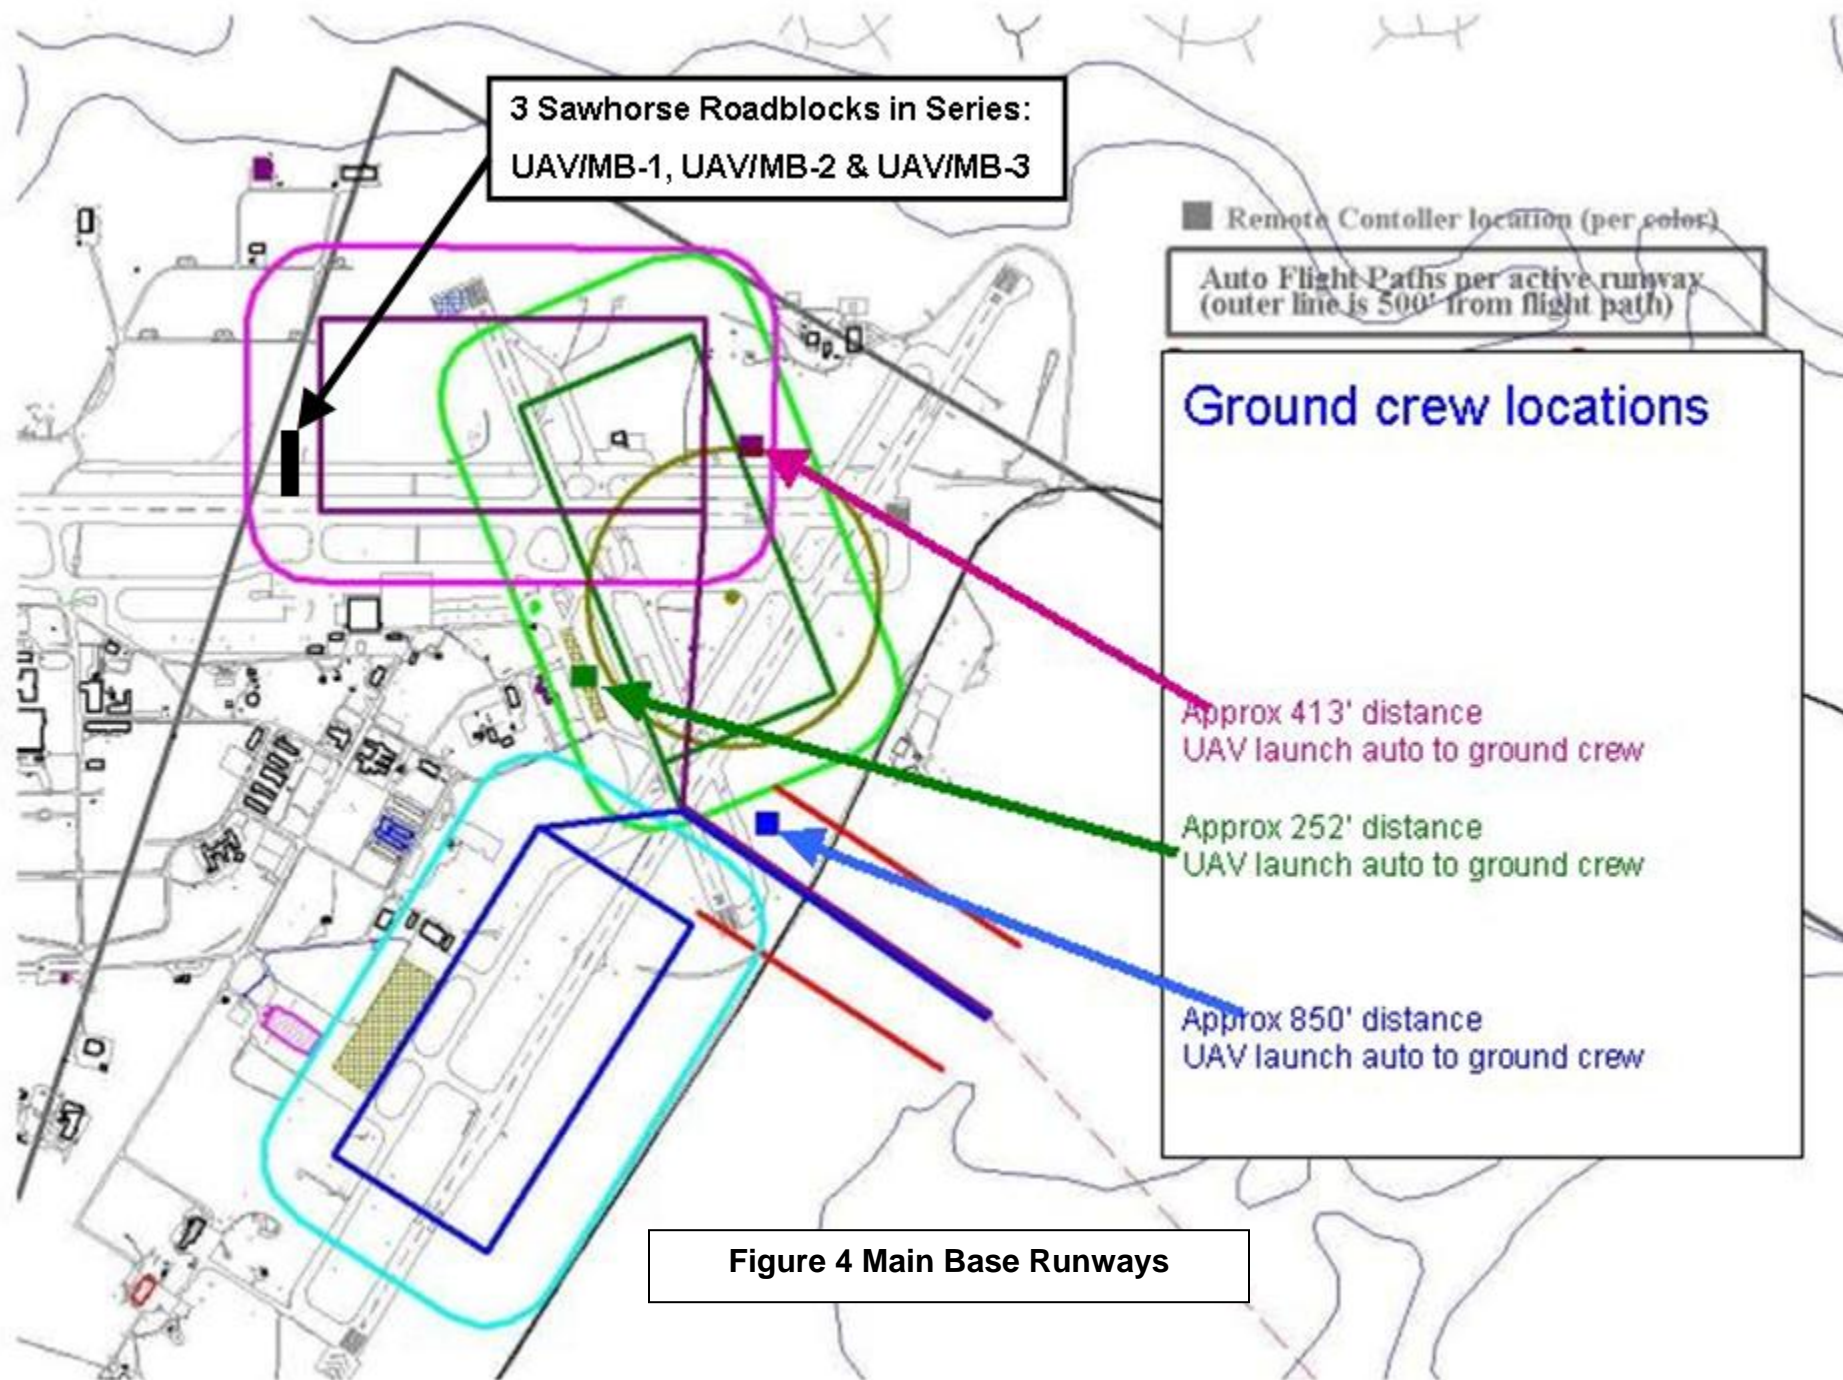 3 Sawhorse Roadblocks in Series:
UAV/MB-1, UAV/MB-2 & UAV/MB-3
Remote Contoller location (per color)
Auto Flight Paths per active runway
(outer line is 500' from flight path)
Ground crew locations
Approx 413' distance
UAV launch auto to ground crew
Approx 252' distance
UAV launch auto to ground crew
Approx 850' distance
UAV launch auto to ground crew
Figure 4 Main Base Runways